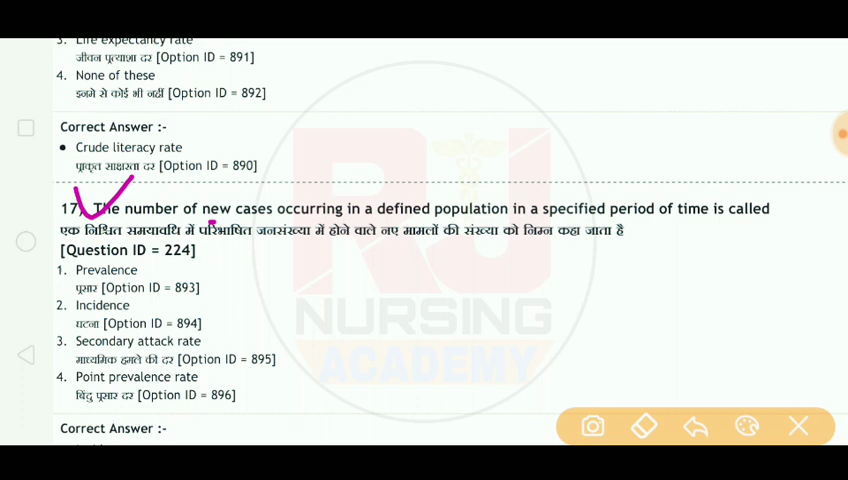 3. Life expectancy rate
जीवन प्रत्याशा दर [Option ID = 891]
4. None of these
इनमे से कोई भी नहीं [Option ID = 892]
Correct Answer :-
• Crude literacy rate
प्राकृत साक्षरता दर [Option ID = 890]
17) The number of new cases occurring in a defined population in a specified period of time is called
एक निश्चित समयावधि में परिभाषित जनसंख्या में होने वाले नए मामलों की संख्या को निम्न कहा जाता है
[Question ID = 224]
1. Prevalence
प्रसार [Option ID = 893]
2. Incidence
घटना [Option ID = 894]
3. Secondary attack rate
माध्यमिक हमले की दर [Option ID = 895]
4. Point prevalence rate
बिंदु प्रसार दर [Option ID = 896]
Correct Answer :-
RJ
NURSING
ACADEMY